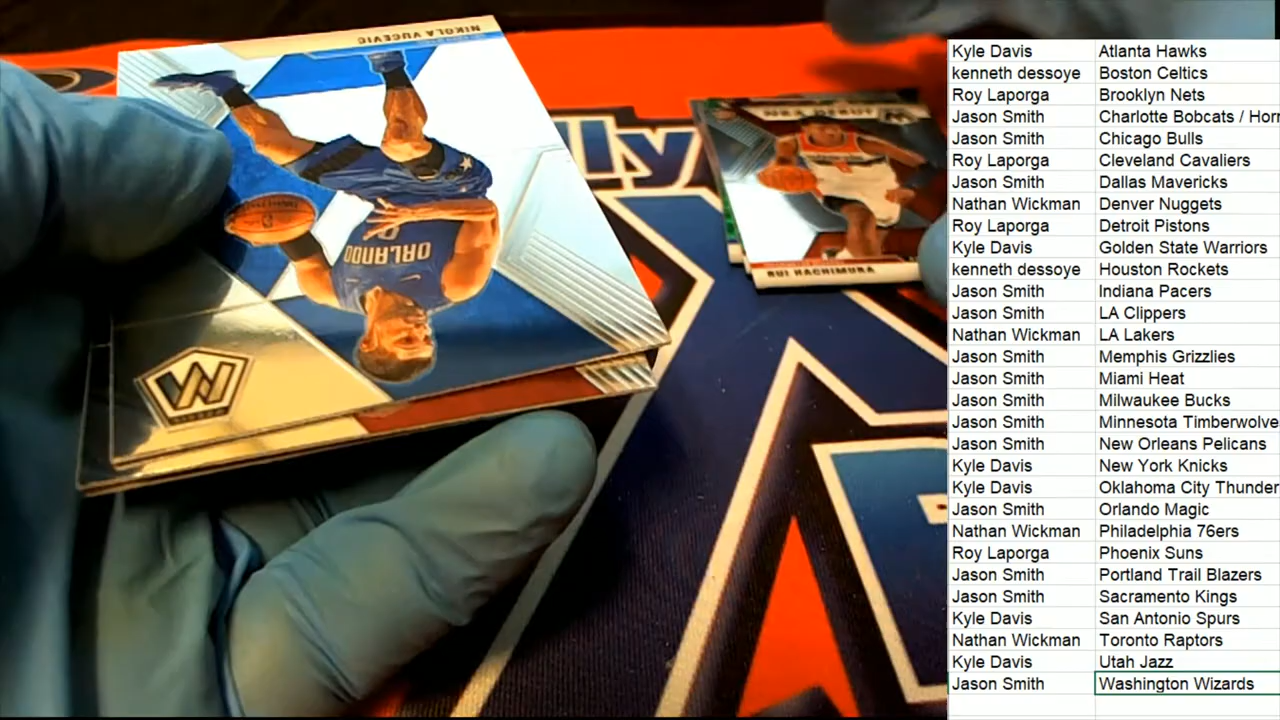 NIKOLA VUCEVIC
ORLANDO
lly
RUI HACHIMURA
Kyle Davis Atlanta Hawks
kenneth dessoye Boston Celtics
Roy Laporga Brooklyn Nets
Jason Smith Charlotte Bobcats / Horr
Jason Smith Chicago Bulls
Roy Laporga Cleveland Cavaliers
Jason Smith Dallas Mavericks
Nathan Wickman Denver Nuggets
Roy Laporga Detroit Pistons
Kyle Davis Golden State Warriors
kenneth dessoye Houston Rockets
Jason Smith Indiana Pacers
Jason Smith LA Clippers
Nathan Wickman LA Lakers
Jason Smith Memphis Grizzlies
Jason Smith Miami Heat
Jason Smith Milwaukee Bucks
Jason Smith Minnesota Timberwolve
Jason Smith New Orleans Pelicans
Kyle Davis New York Knicks
Kyle Davis Oklahoma City Thunder
Jason Smith Orlando Magic
Nathan Wickman Philadelphia 76ers
Roy Laporga Phoenix Suns
Jason Smith Portland Trail Blazers
Jason Smith Sacramento Kings
Kyle Davis San Antonio Spurs
Nathan Wickman Toronto Raptors
Kyle Davis Utah Jazz
Jason Smith Washington Wizards